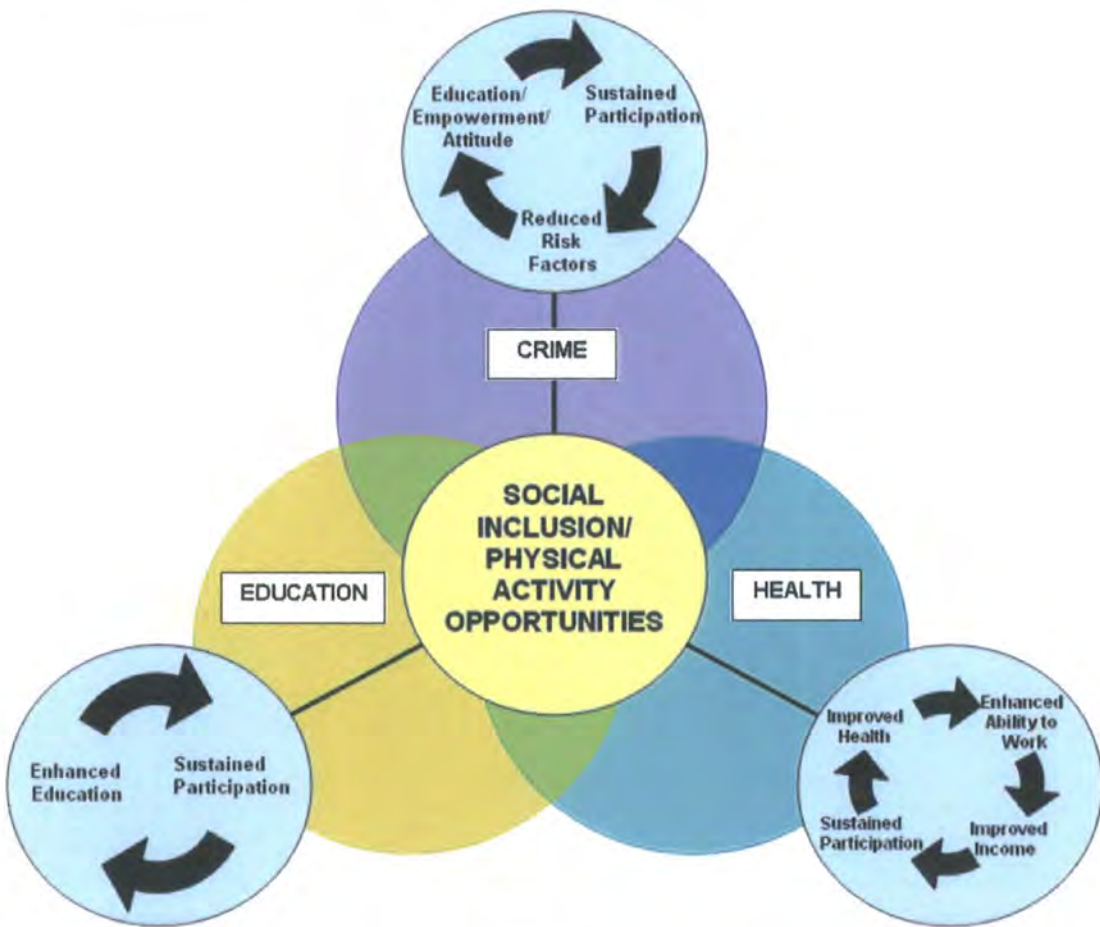 Education/
Empowerment/
Attitude
Sustained
Participation
Reduced
Risk
Factors
CRIME
SOCIAL
INCLUSION/
PHYSICAL
ACTIVITY
OPPORTUNITIES
EDUCATION
HEALTH
Enhanced
Education
Sustained
Participation
Improved
Health
Enhanced
Ability to
Work
Sustained
Participation
Improved
Income